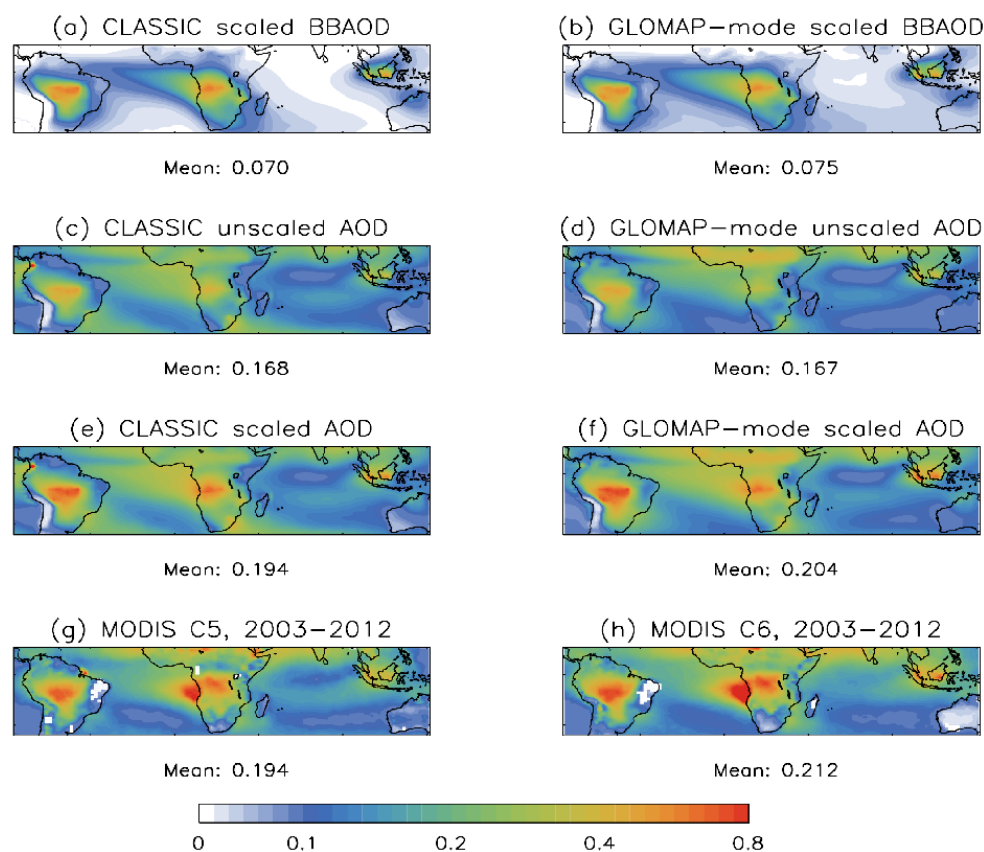 (a) CLASSIC scaled BBAOD
(b) GLOMAP-mode scaled BBAOD
Mean: 0.070
Mean: 0.075
(c) CLASSIC unscaled AOD
(d) GLOMAP-mode unscaled AOD
Mean: 0.168
Mean: 0.167
(e) CLASSIC scaled AOD
(f) GLOMAP-mode scaled AOD
Mean: 0.194
Mean: 0.204
(g) MODIS C5, 2003-2012
(h) MODIS C6, 2003-2012
Mean: 0.194
Mean: 0.212
0 0.1 0.2 0.4 0.8